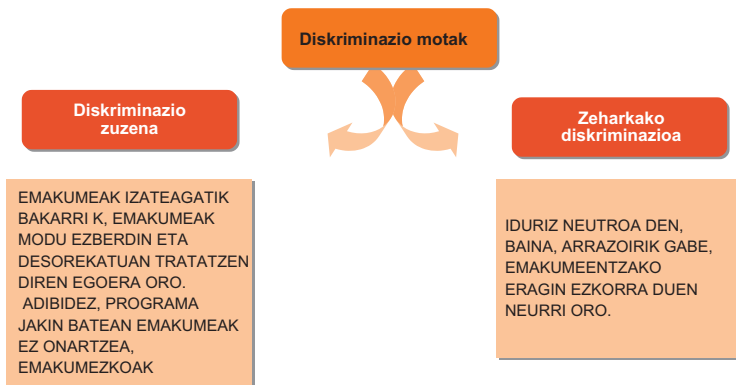 Diskriminazio motak
Diskriminazio
zuzena
Zeharkako
diskriminazioa
EMAKUMEAK IZATEAGATIK
BAKARRI K, EMAKUMEAK
MODU EZBERDIN ETA
DESOREKATUAN TRATATZEN
DIREN EGOERA ORO.
ADIBIDEZ, PROGRAMA
JAKIN BATEAN EMAKUMEAK
EZ ONARTZEA,
EMAKUMEZKOAK
IDURIZ NEUTROA DEN,
BAINA, ARRAZOIRIK GABE,
EMAKUMEENTZAKO
ERAGIN EZKORRA DUEN
NEURRI ORO.